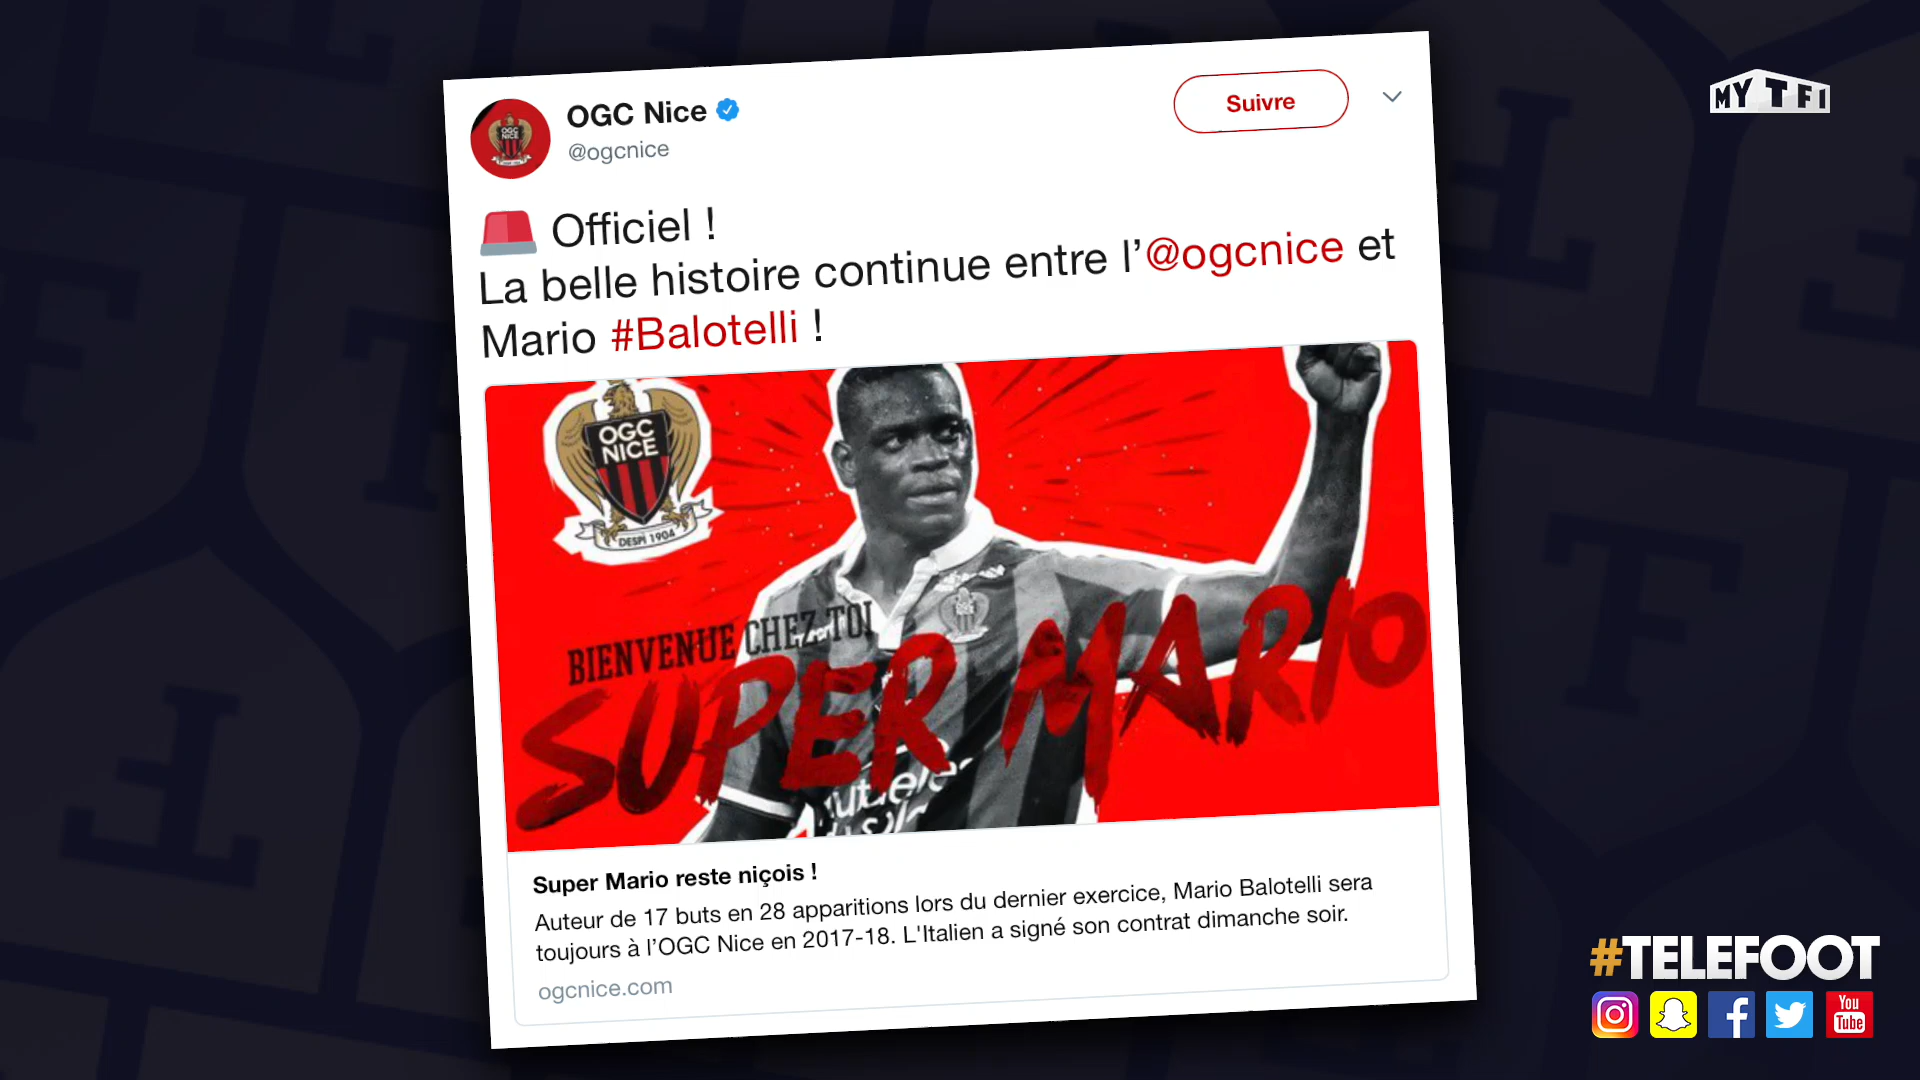 MYTF1
OGC Nice
@ogcnice
Suivre
Officiel !
La belle histoire continue entre l’@ogcnice et
Mario #Balotelli !
OGC
NICE
DESPI 1904
BIENVENUE CHEZ TOI
SUPER MARIO
Super Mario reste niçois !
Auteur de 17 buts en 28 apparitions lors du dernier exercice, Mario Balotelli sera
toujours à l’OGC Nice en 2017-18. L'Italien a signé son contrat dimanche soir.
ogcnice.com
#TELEFOOT
You
Tube